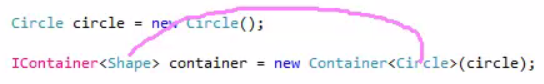 Circle circle = new Circle();
IContainer<Shape> container = new Container<Circle>(circle);